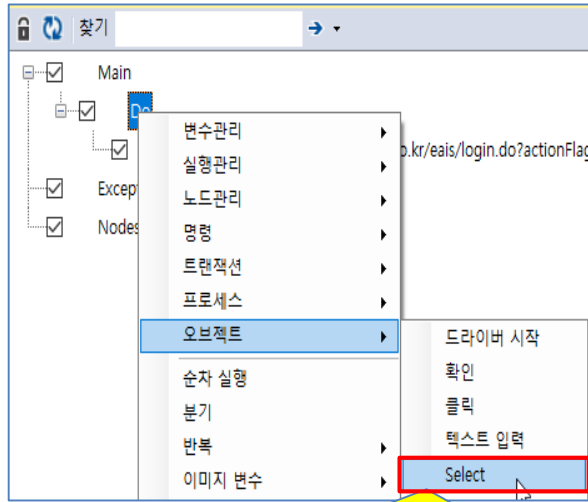 찾기
Main
Do
변수관리
o.kr/eais/login.do?actionFlag
실행관리
Excep
노드관리
Nodes
명령
트랜잭션
프로세스
오브젝트
드라이버 시작
순차 실행
확인
분기
클릭
반복
텍스트 입력
이미지 변수
Select